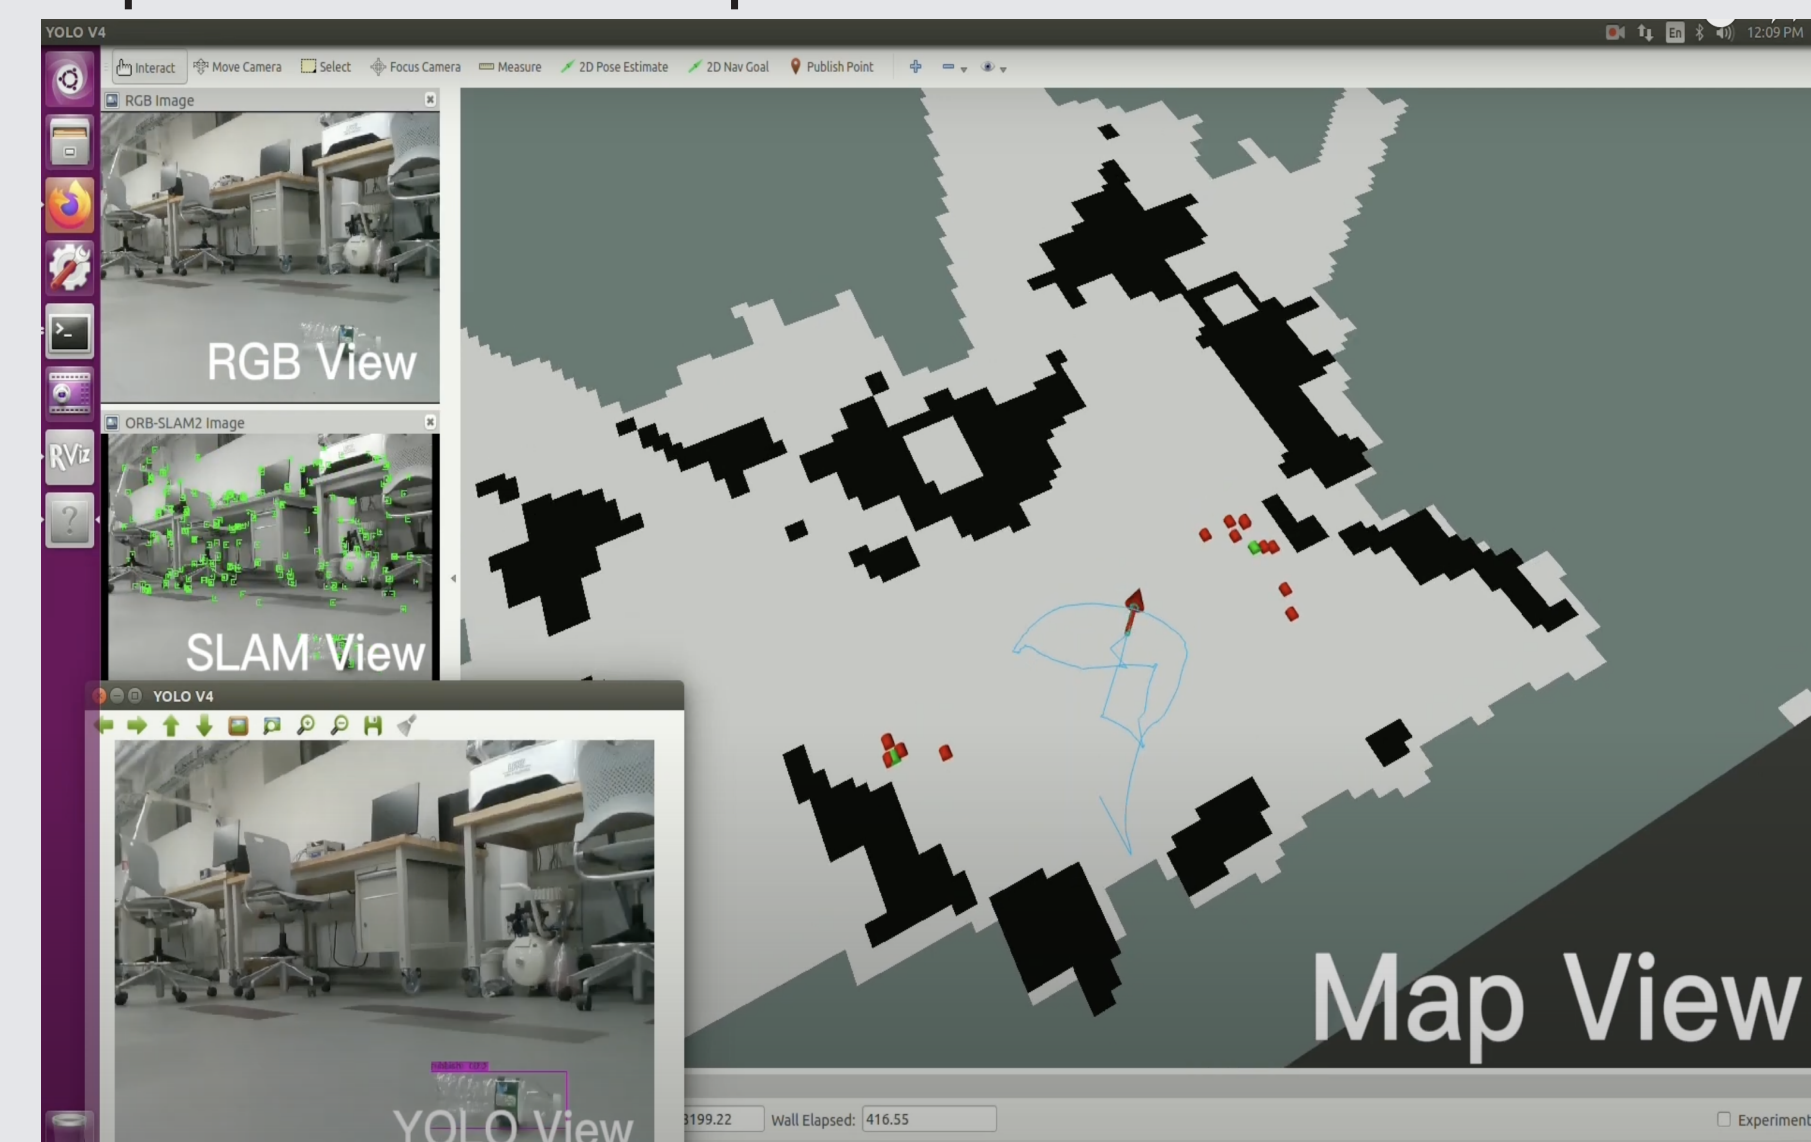 YOLO V4
En
12:09 PM
Interact
Move Camera
Select
Focus Camera
Measure
2D Pose Estimate
2D Nav Goal
Publish Point
RGB Image
RGB View
ORB-SLAM2 Image
SLAM View
RViz
YOLO V4
YOLO View
Map View
3199.22
Wall Elapsed:
416.55
Experiment